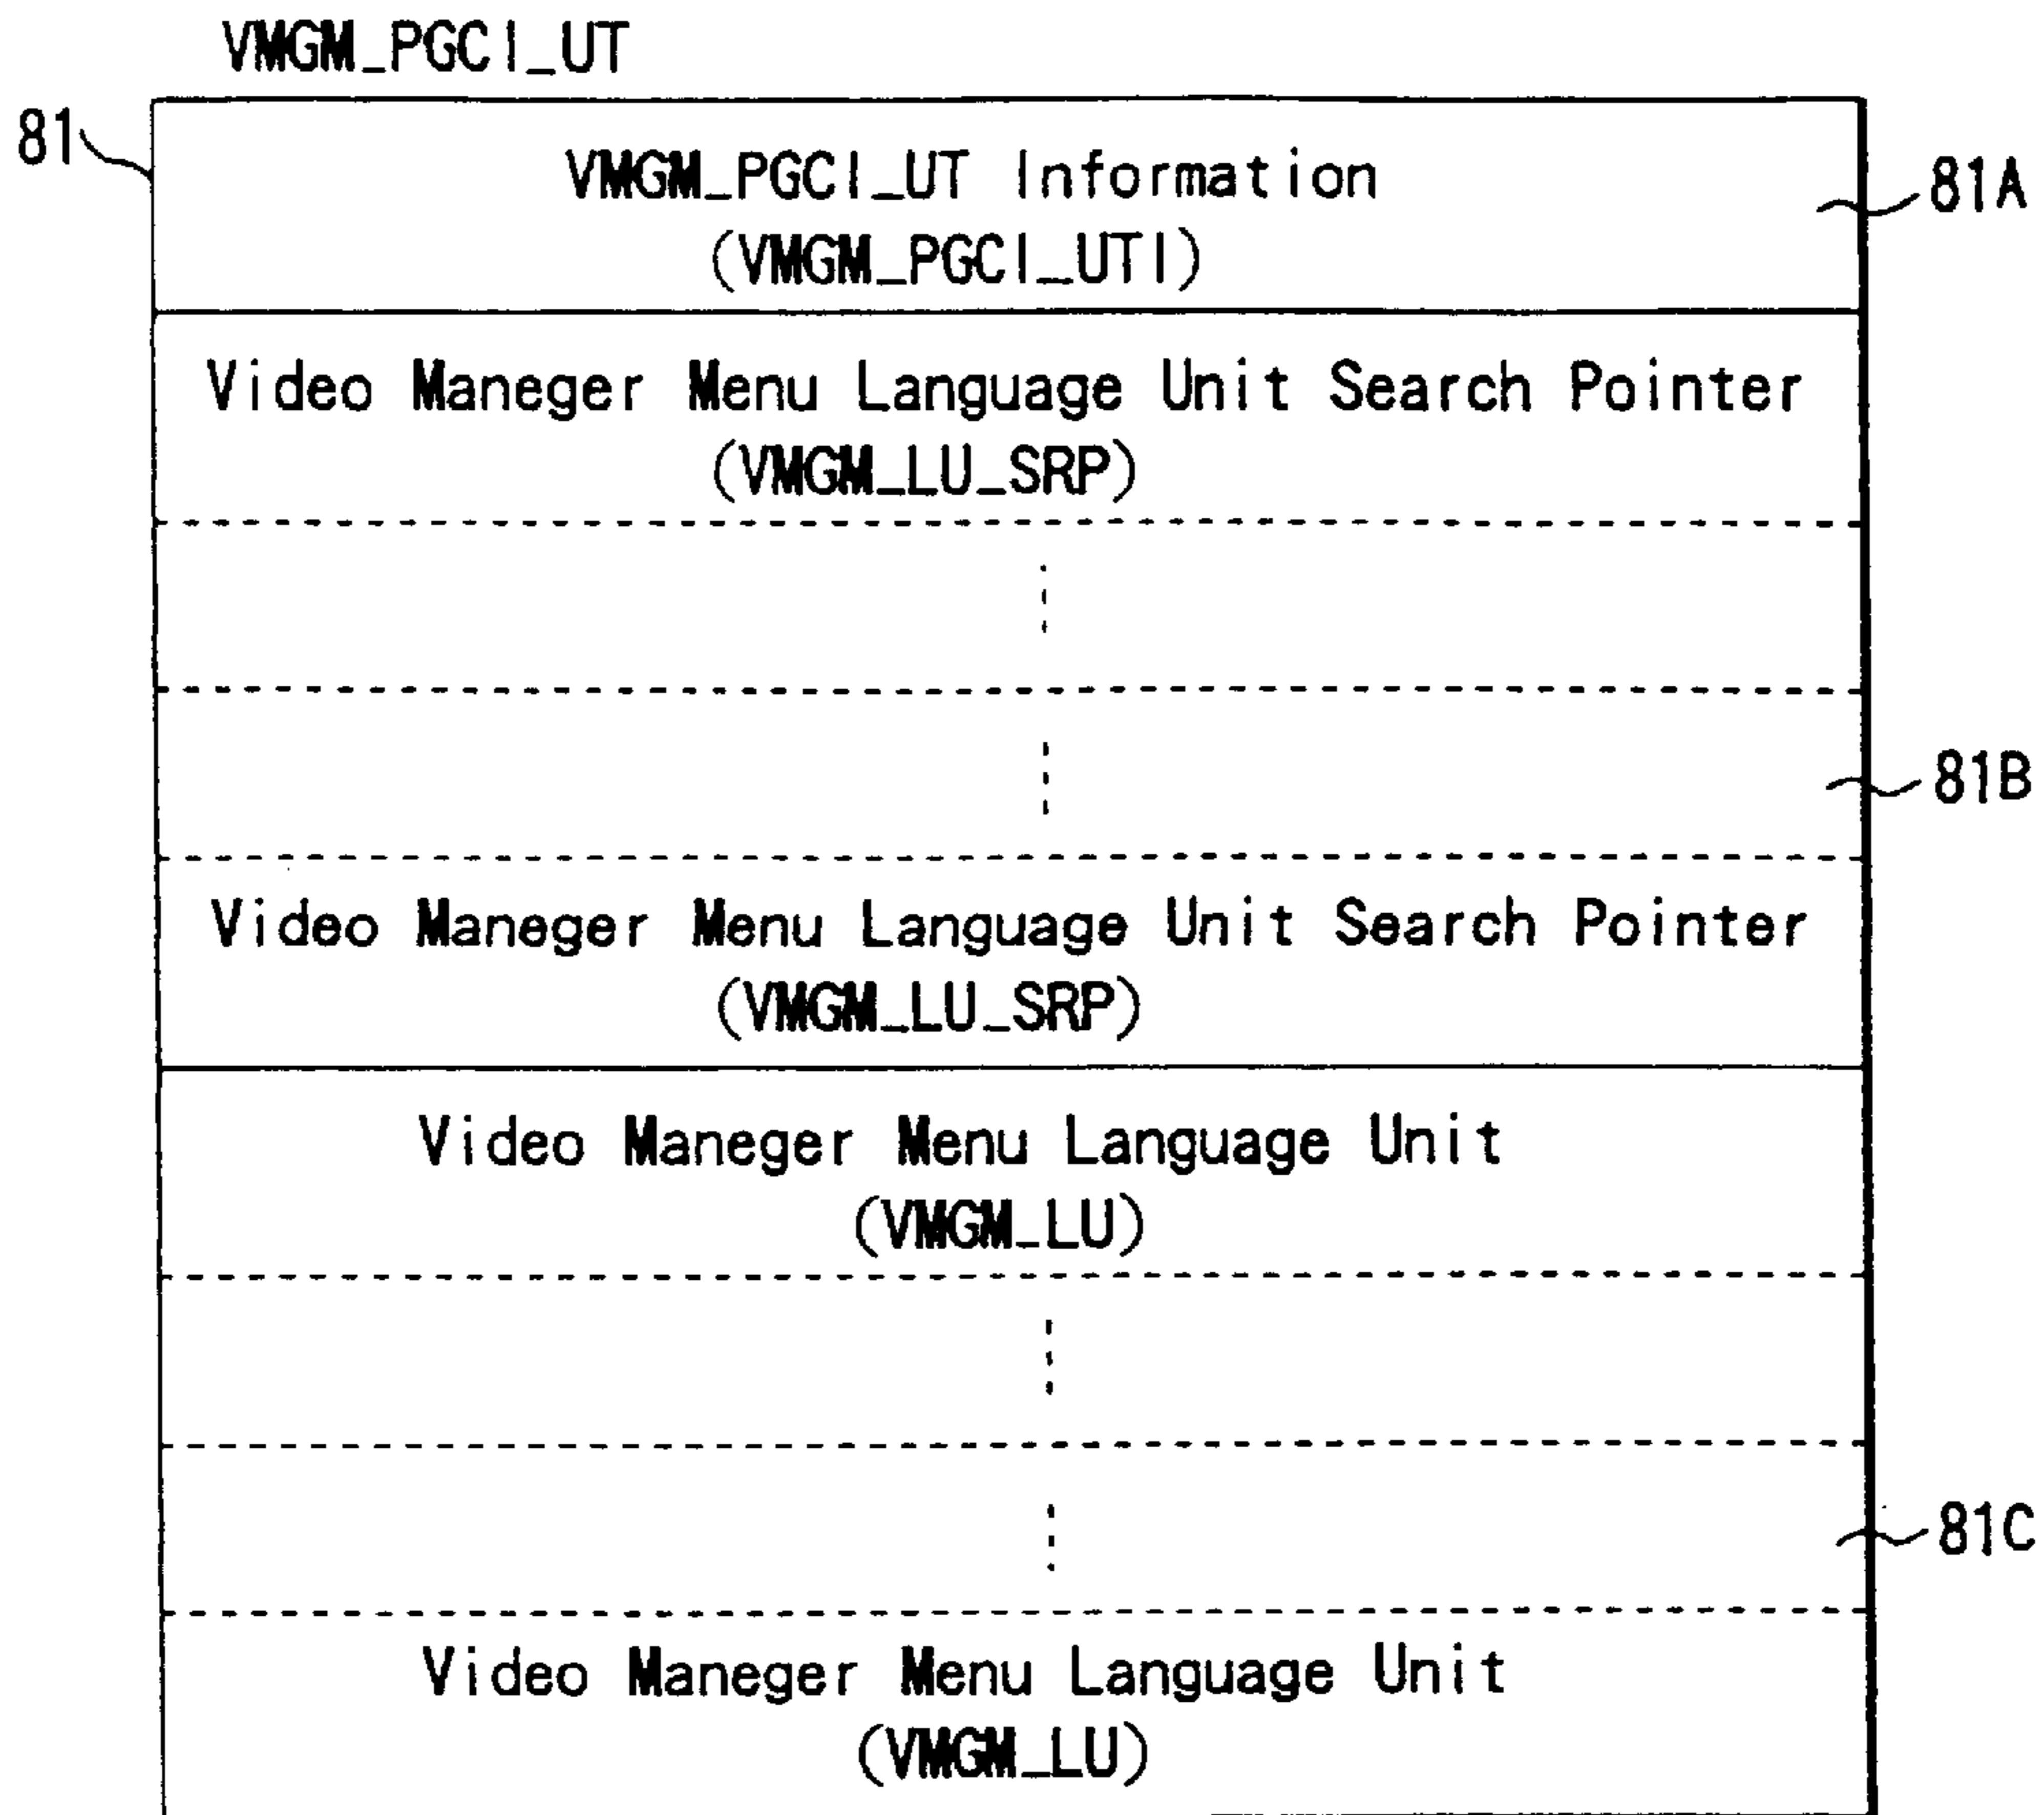 VMGM_PGCI_UT
81
VMGM_PGCI_UT Information
(VMGM_PGCI_UTI)
81A
Video Maneger Menu Language Unit Search Pointer
(VMGM_LU_SRP)
81B
Video Maneger Menu Language Unit Search Pointer
(VMGM_LU_SRP)
Video Maneger Menu Language Unit
(VMGM_LU)
81C
Video Maneger Menu Language Unit
(VMGM_LU)